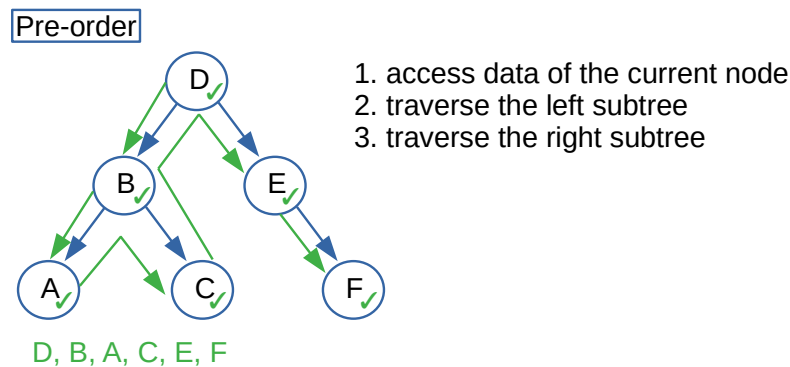 Pre-order
1. access data of the current node
2. traverse the left subtree
3. traverse the right subtree
D
B
E
A
C
F
D, B, A, C, E, F